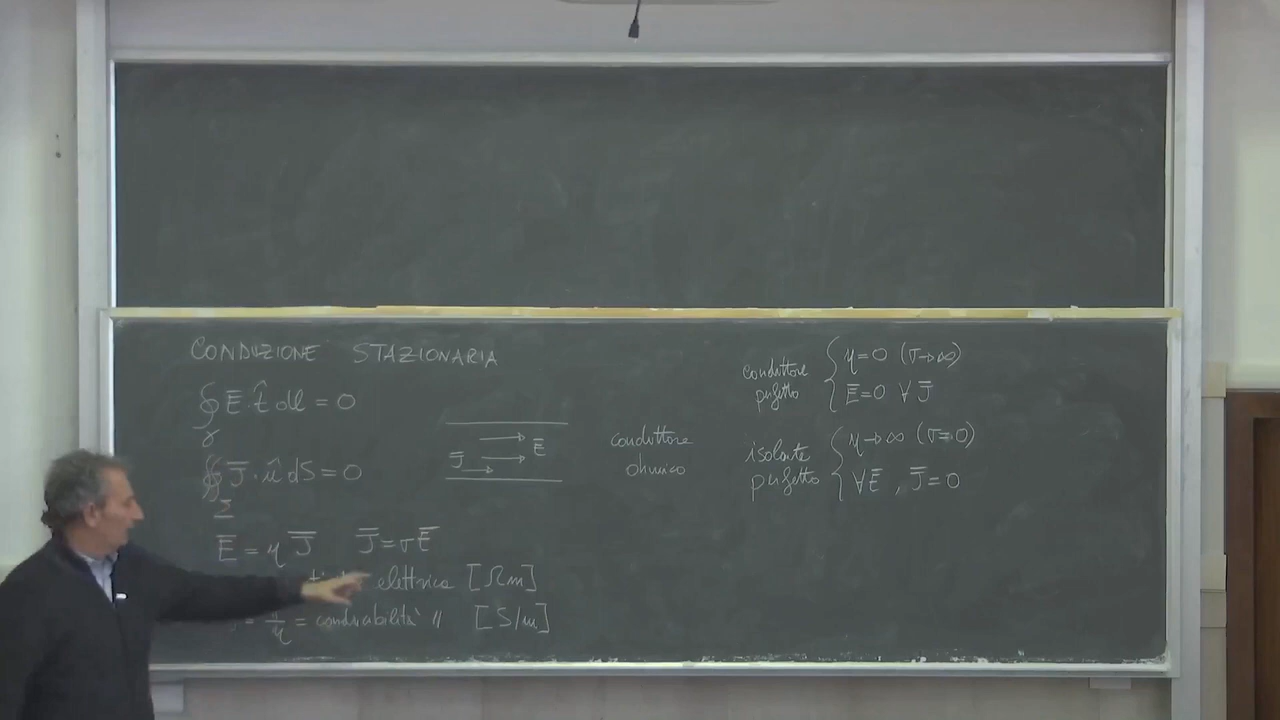 CONDUZIONE STAZIONARIA
∮ Ē · t̂ dl = 0
γ
∯ J̄ · û dS = 0
Σ
Ē = η J̄ J̄ = σ Ē
elettrica [Ωm]
= 1/η = conducibilità " [S/m]
J̄ Ē
conduttore
ohmico
conduttore
perfetto
{ η = 0 (σ→∞)
Ē = 0 ∀ J̄
isolante
perfetto
{ η→∞ (σ=0)
∀Ē , J̄ = 0